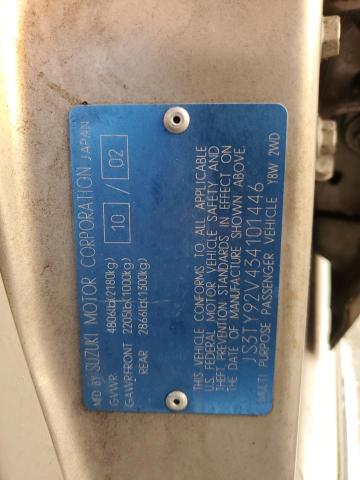 MFD BY SUZUKI MOTOR CORPORATION JAPAN
GVWR 4806lb(2180kg) 10 / 02
GAWR FRONT 2205lb(1000kg)
REAR 2866lb(1300kg)
THIS VEHICLE CONFORMS TO ALL APPLICABLE
U.S. FEDERAL MOTOR VEHICLE SAFETY AND
THEFT PREVENTION STANDARDS IN EFFECT ON
THE DATE OF MANUFACTURE SHOWN ABOVE.
JS3TY92V434101446
MULTI PURPOSE PASSENGER VEHICLE Y8W 2WD